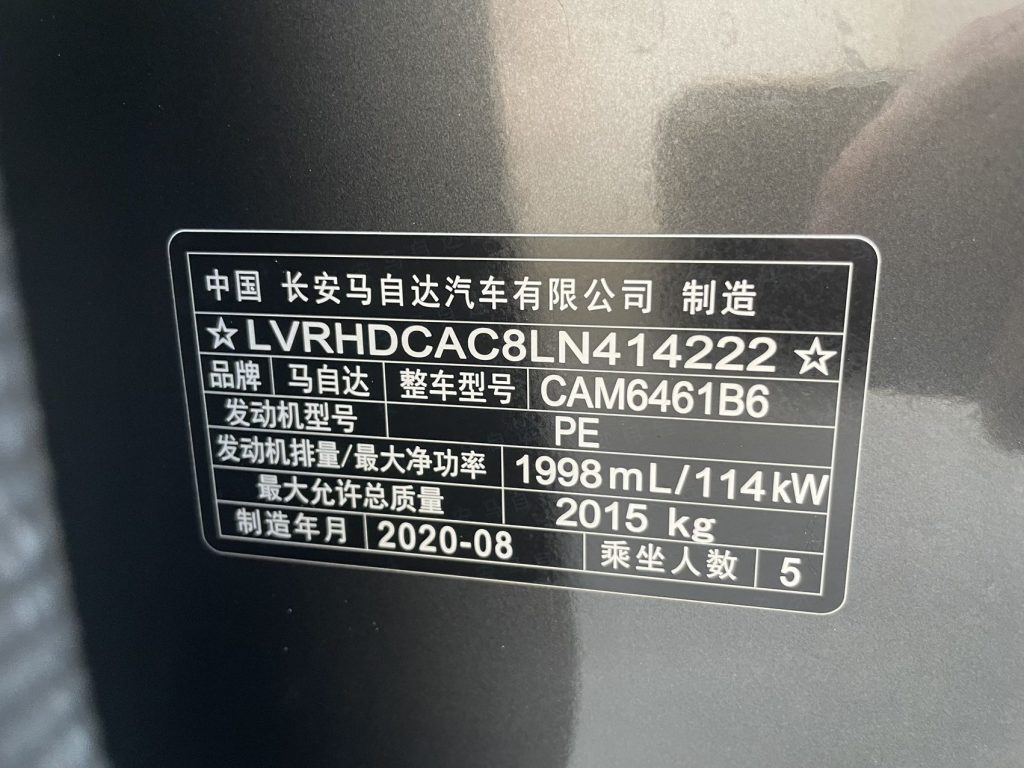 中国 长安马自达汽车有限公司 制造
☆LVRHDCAC8LN414222☆
品牌 马自达 整车型号 CAM6461B6
发动机型号 PE
发动机排量/最大净功率 1998mL/114kW
最大允许总质量 2015 kg
制造年月 2020-08 乘坐人数 5